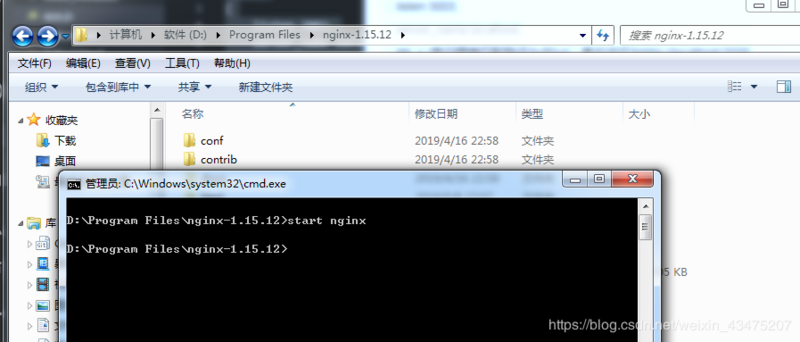 计算机 ▸ 软件 (D:) ▸ Program Files ▸ nginx-1.15.12 ▸
搜索 nginx-1.15.12
文件(F) 编辑(E) 查看(V) 工具(T) 帮助(H)
组织 包含到库中 共享 新建文件夹
收藏夹
下载
桌面
库
名称 修改日期 类型 大小
conf 2019/4/16 22:58 文件夹
contrib 2019/4/16 22:58 文件夹
管理员: C:\Windows\system32\cmd.exe
D:\Program Files\nginx-1.15.12>start nginx
D:\Program Files\nginx-1.15.12>
KB
https://blog.csdn.net/weixin_43475207